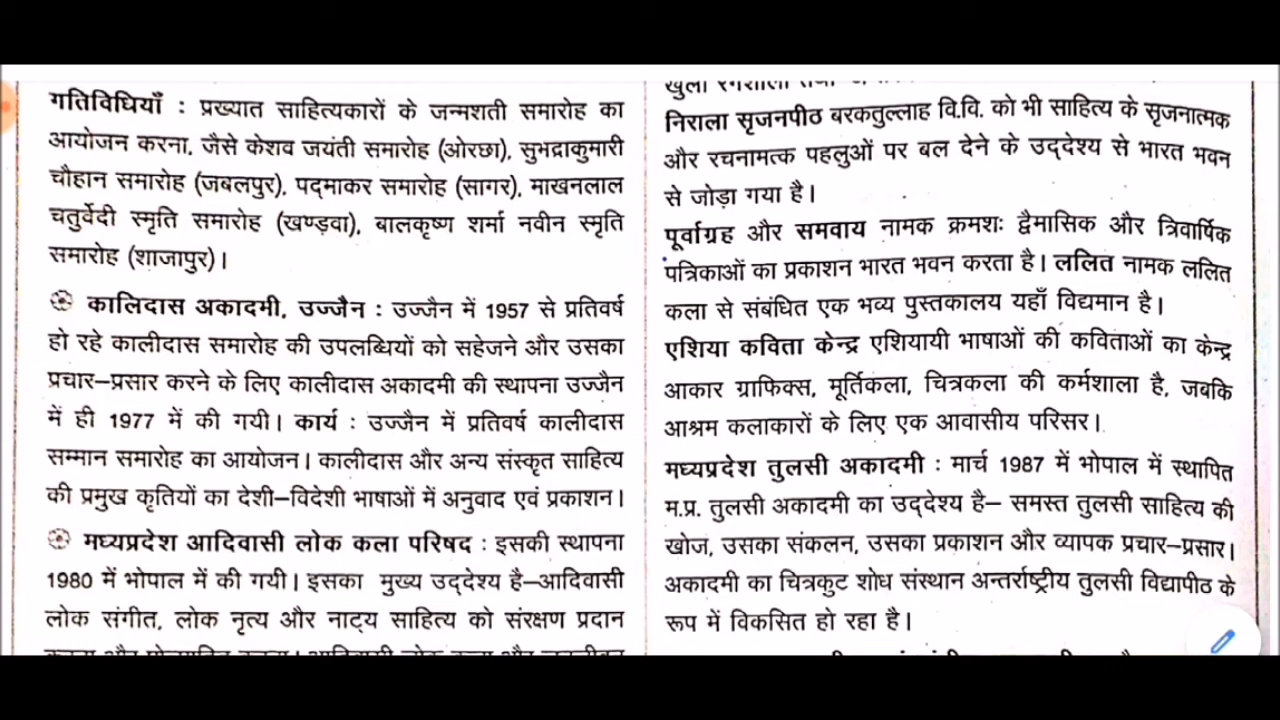 गतिविधियाँ : प्रख्यात साहित्यकारों के जन्मशती समारोह का
आयोजन करना, जैसे केशव जयंती समारोह (ओरछा), सुभद्राकुमारी
चौहान समारोह (जबलपुर), पद्माकर समारोह (सागर), माखनलाल
चतुर्वेदी स्मृति समारोह (खण्ड़वा), बालकृष्ण शर्मा नवीन स्मृति
समारोह (शाजापुर)।
कालिदास अकादमी, उज्जैन : उज्जैन में 1957 से प्रतिवर्ष
हो रहे कालीदास समारोह की उपलब्धियों को सहेजने और उसका
प्रचार–प्रसार करने के लिए कालीदास अकादमी की स्थापना उज्जैन
में ही 1977 में की गयी। कार्य : उज्जैन में प्रतिवर्ष कालीदास
सम्मान समारोह का आयोजन। कालीदास और अन्य संस्कृत साहित्य
की प्रमुख कृतियों का देशी–विदेशी भाषाओं में अनुवाद एवं प्रकाशन।
मध्यप्रदेश आदिवासी लोक कला परिषद : इसकी स्थापना
1980 में भोपाल में की गयी। इसका मुख्य उद्देश्य है–आदिवासी
लोक संगीत, लोक नृत्य और नाट्य साहित्य को संरक्षण प्रदान
निराला सृजनपीठ बरकतुल्लाह वि.वि. को भी साहित्य के सृजनात्मक
और रचनामत्क पहलुओं पर बल देने के उद्देश्य से भारत भवन
से जोड़ा गया है।
पूर्वाग्रह और समवाय नामक क्रमशः द्वैमासिक और त्रिवार्षिक
पत्रिकाओं का प्रकाशन भारत भवन करता है। ललित नामक ललित
कला से संबंधित एक भव्य पुस्तकालय यहाँ विद्यमान है।
एशिया कविता केन्द्र एशियायी भाषाओं की कविताओं का केन्द्र
आकार ग्राफिक्स, मूर्तिकला, चित्रकला की कर्मशाला है, जबकि
आश्रम कलाकारों के लिए एक आवासीय परिसर।
मध्यप्रदेश तुलसी अकादमी : मार्च 1987 में भोपाल में स्थापित
म.प्र. तुलसी अकादमी का उद्देश्य है– समस्त तुलसी साहित्य की
खोज, उसका संकलन, उसका प्रकाशन और व्यापक प्रचार–प्रसार।
अकादमी का चित्रकुट शोध संस्थान अन्तर्राष्ट्रीय तुलसी विद्यापीठ के
रूप में विकसित हो रहा है।